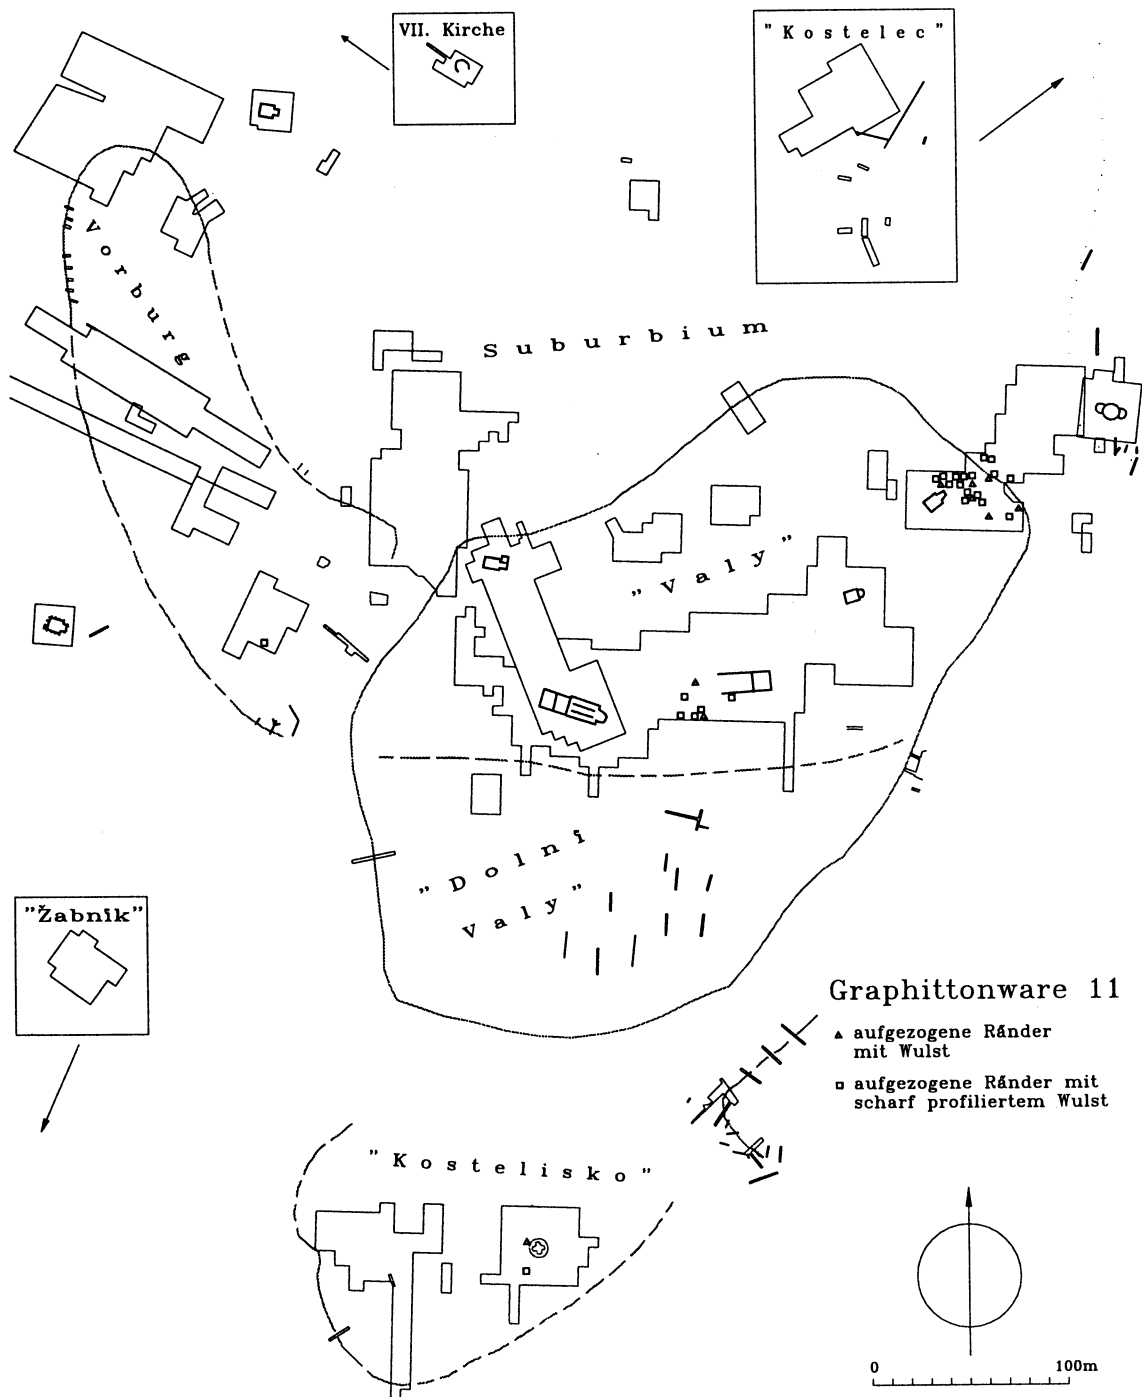 VII. Kirche
"Kostelec"
Vorburg
Suburbium
"Valy"
"Dolní
Valy"
"Žabnik"
Graphittonware 11
aufgezogene Ränder
mit Wulst
aufgezogene Ränder mit
scharf profiliertem Wulst
"Kostelisko"
0 100m